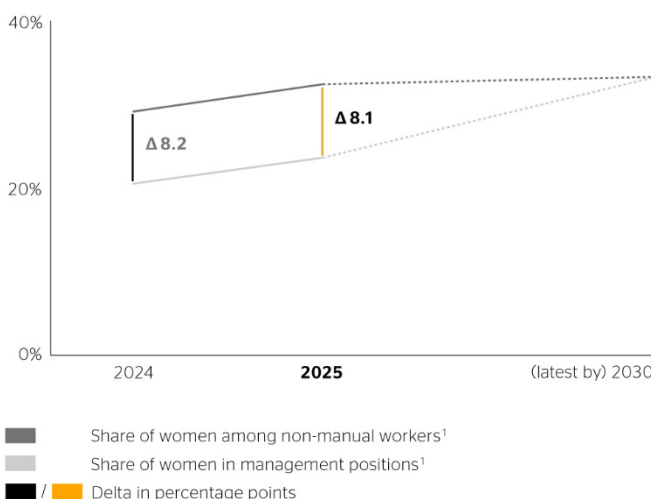 40%
Δ 8.2
Δ 8.1
20%
0%
2024
2025
(latest by) 2030
Share of women among non-manual workers¹
Share of women in management positions¹
/ Delta in percentage points